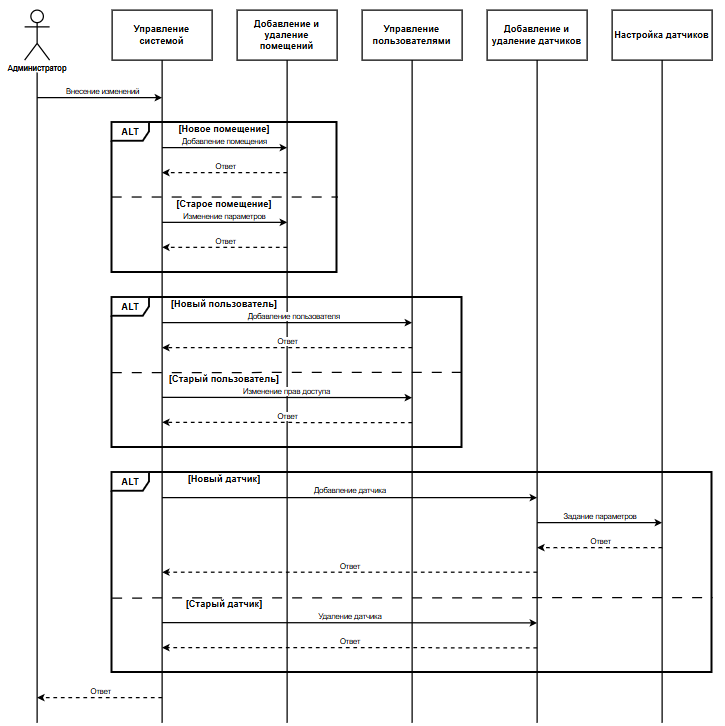 Администратор
Управление
системой
Добавление и
удаление
помещений
Управление
пользователями
Добавление и
удаление датчиков
Настройка датчиков
Внесение изменений
ALT
[Новое помещение]
Добавление помещения
Ответ
[Старое помещение]
Изменение параметров
Ответ
ALT
[Новый пользователь]
Добавление пользователя
Ответ
[Старый пользователь]
Изменение прав доступа
Ответ
ALT
[Новый датчик]
Добавление датчика
Задание параметров
Ответ
Ответ
[Старый датчик]
Удаление датчика
Ответ
Ответ